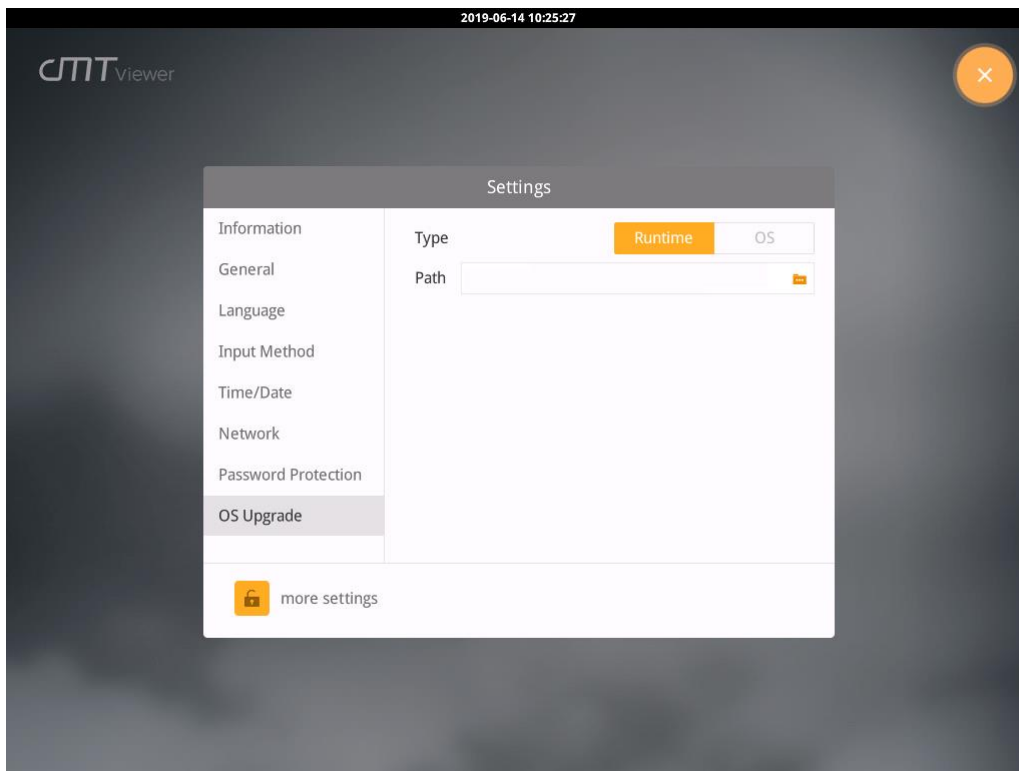 2019-06-14 10:25:27
cMT Viewer
Settings
Information
General
Language
Input Method
Time/Date
Network
Password Protection
OS Upgrade
Type
Runtime
OS
Path
more settings